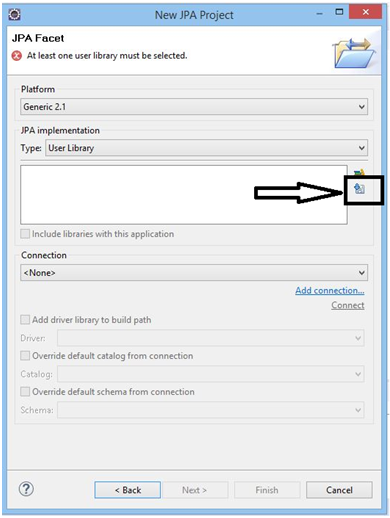 New JPA Project
JPA Facet
At least one user library must be selected.
Platform
Generic 2.1
JPA implementation
Type: User Library
Include libraries with this application
Connection
<None>
Add connection...
Connect
Add driver library to build path
Driver:
Override default catalog from connection
Catalog:
Override default schema from connection
Schema:
? < Back Next > Finish Cancel